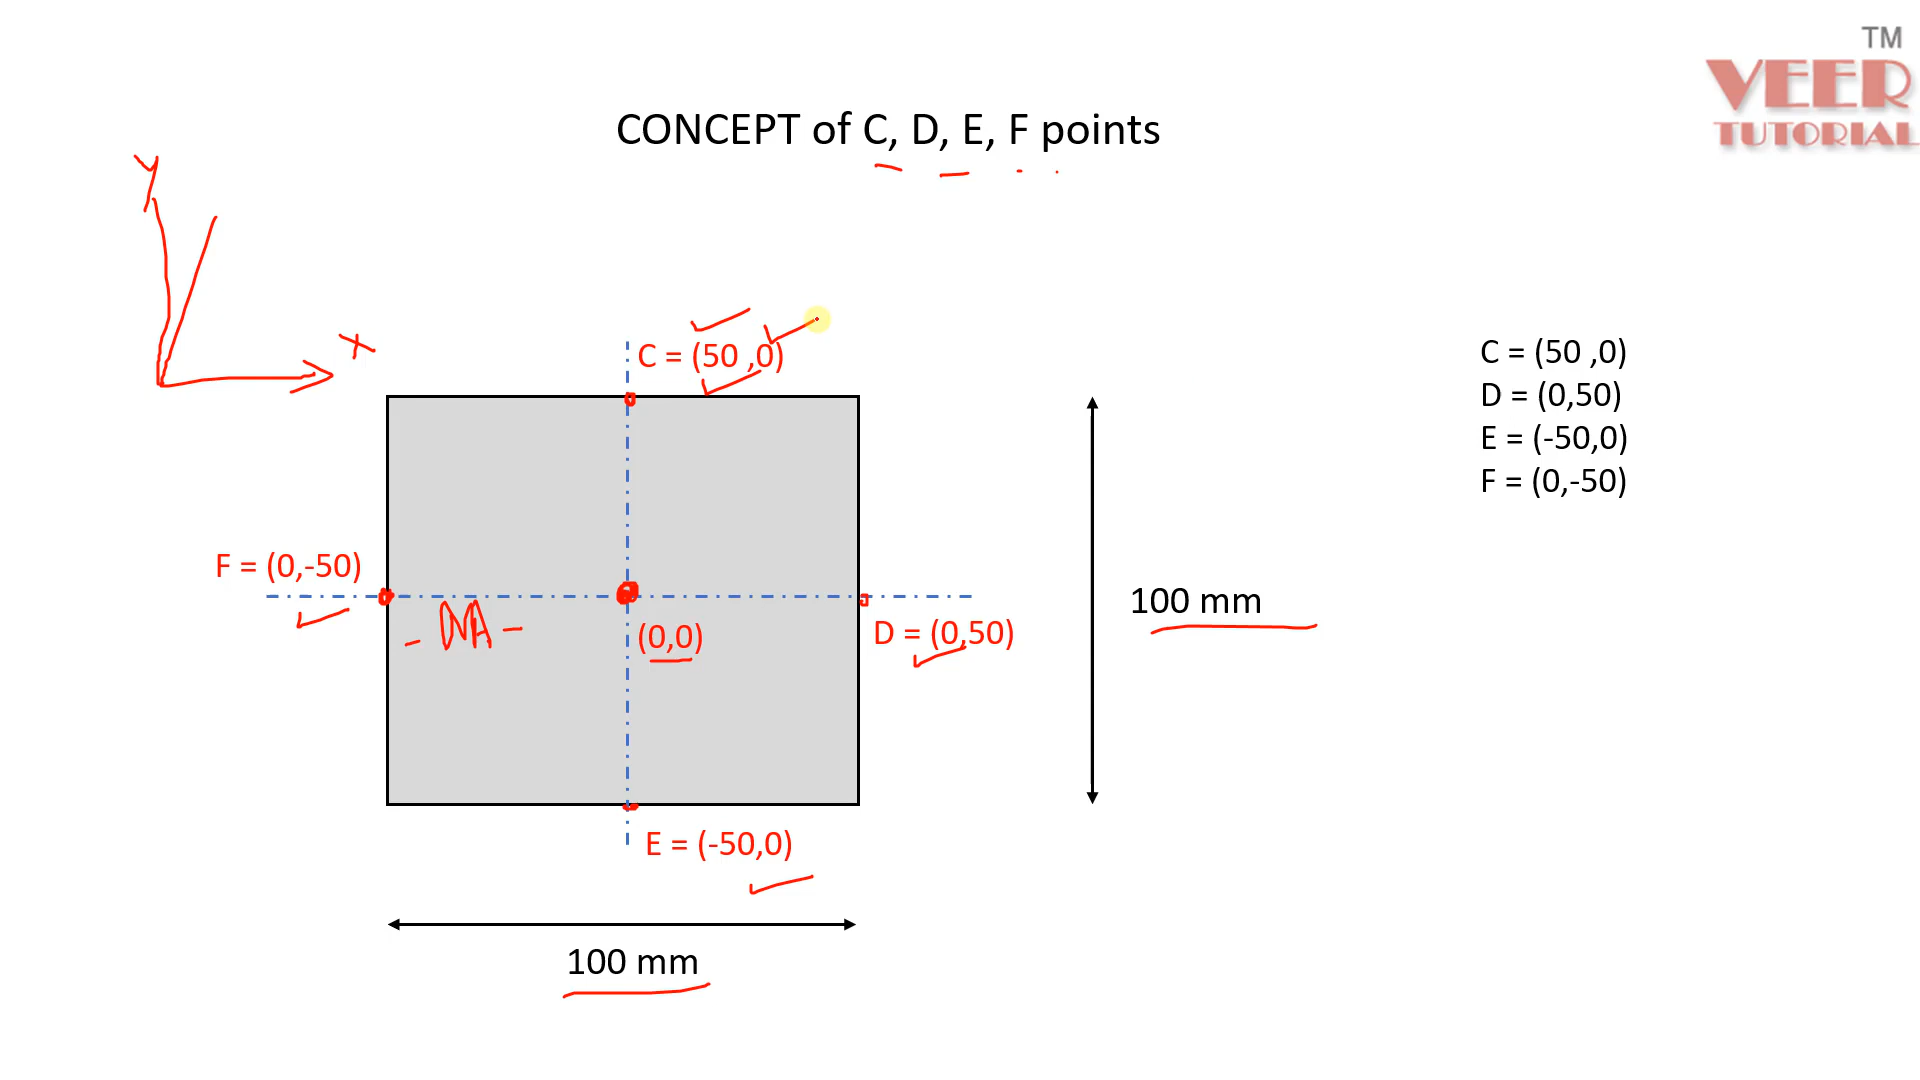 TM
VEER
TUTORIAL
CONCEPT of C, D, E, F points
Y
X
C = (50 ,0)
C = (50 ,0)
D = (0,50)
E = (-50,0)
F = (0,-50)
F = (0,-50)
- NA -
(0,0)
D = (0,50)
100 mm
E = (-50,0)
100 mm